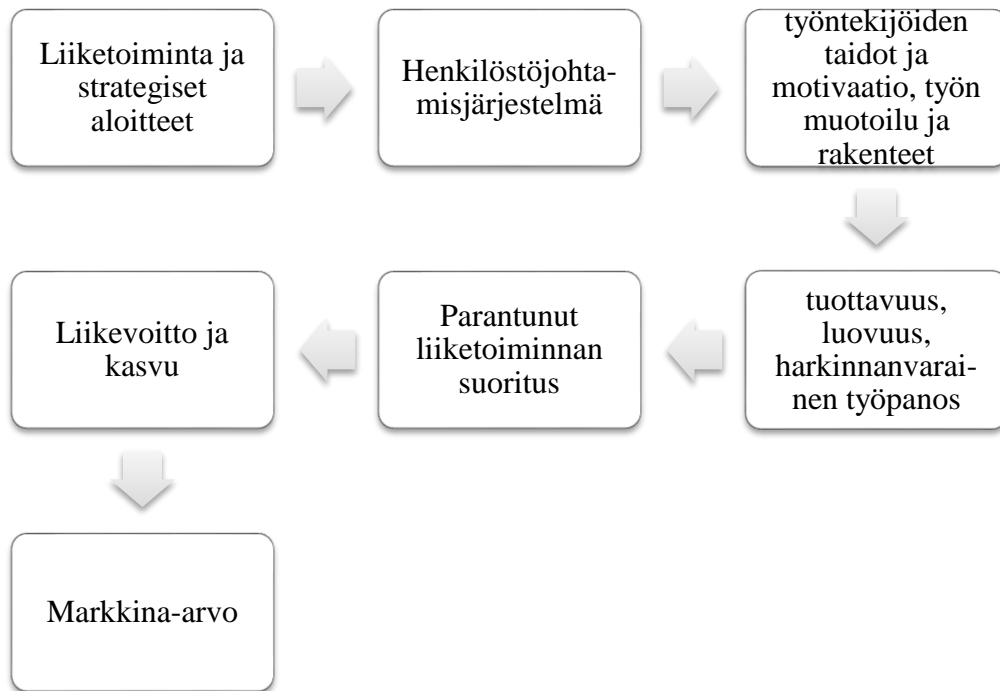 Liiketoiminta ja
strategiset
aloitteet
Henkilöstöjohta-
misjärjestelmä
työntekijöiden
taidot ja
motivaatio, työn
muotoilu ja
rakenteet
tuottavuus,
luovuus,
harkinnanvarai-
nen työpanos
Parantunut
liiketoiminnan
suoritus
Liikevoitto ja
kasvu
Markkina-arvo